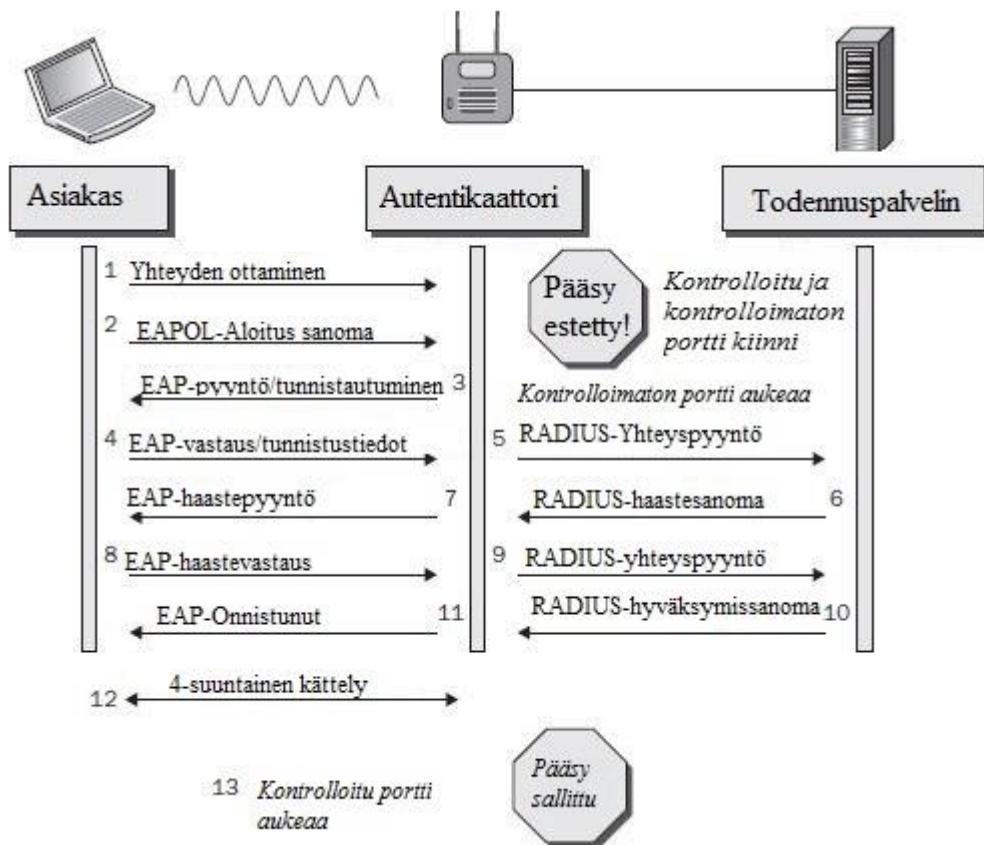 Asiakas
Autentikaattori
Todennuspalvelin
1 Yhteyden ottaminen
Pääsy
estetty!
Kontrolloitu ja
kontrolloimaton
portti kiinni
2 EAPOL-Aloitus sanoma
EAP-pyyntö/tunnistautuminen 3
Kontrolloimaton portti aukeaa
4 EAP-vastaus/tunnistustiedot
5 RADIUS-Yhteyspyyntö
EAP-haastepyyntö 7
RADIUS-haastesanoma 6
8 EAP-haastevastaus
9 RADIUS-yhteyspyyntö
EAP-Onnistunut 11
RADIUS-hyväksymissanoma 10
12 4-suuntainen kättely
13 Kontrolloitu portti
aukeaa
Pääsy
sallittu